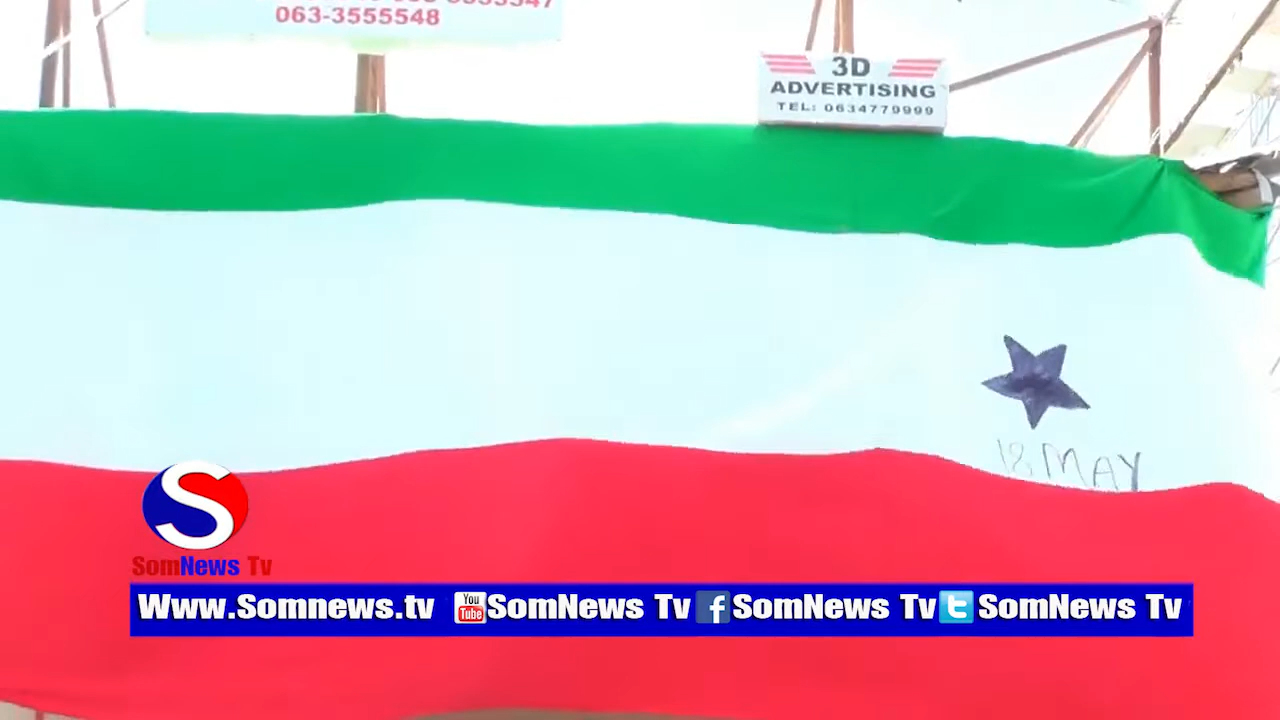 063-3555548
3D
ADVERTISING
TEL: 0634779999
18 MAY
S
SomNews Tv
Www.Somnews.tv You Tube SomNews Tv f SomNews Tv t SomNews Tv